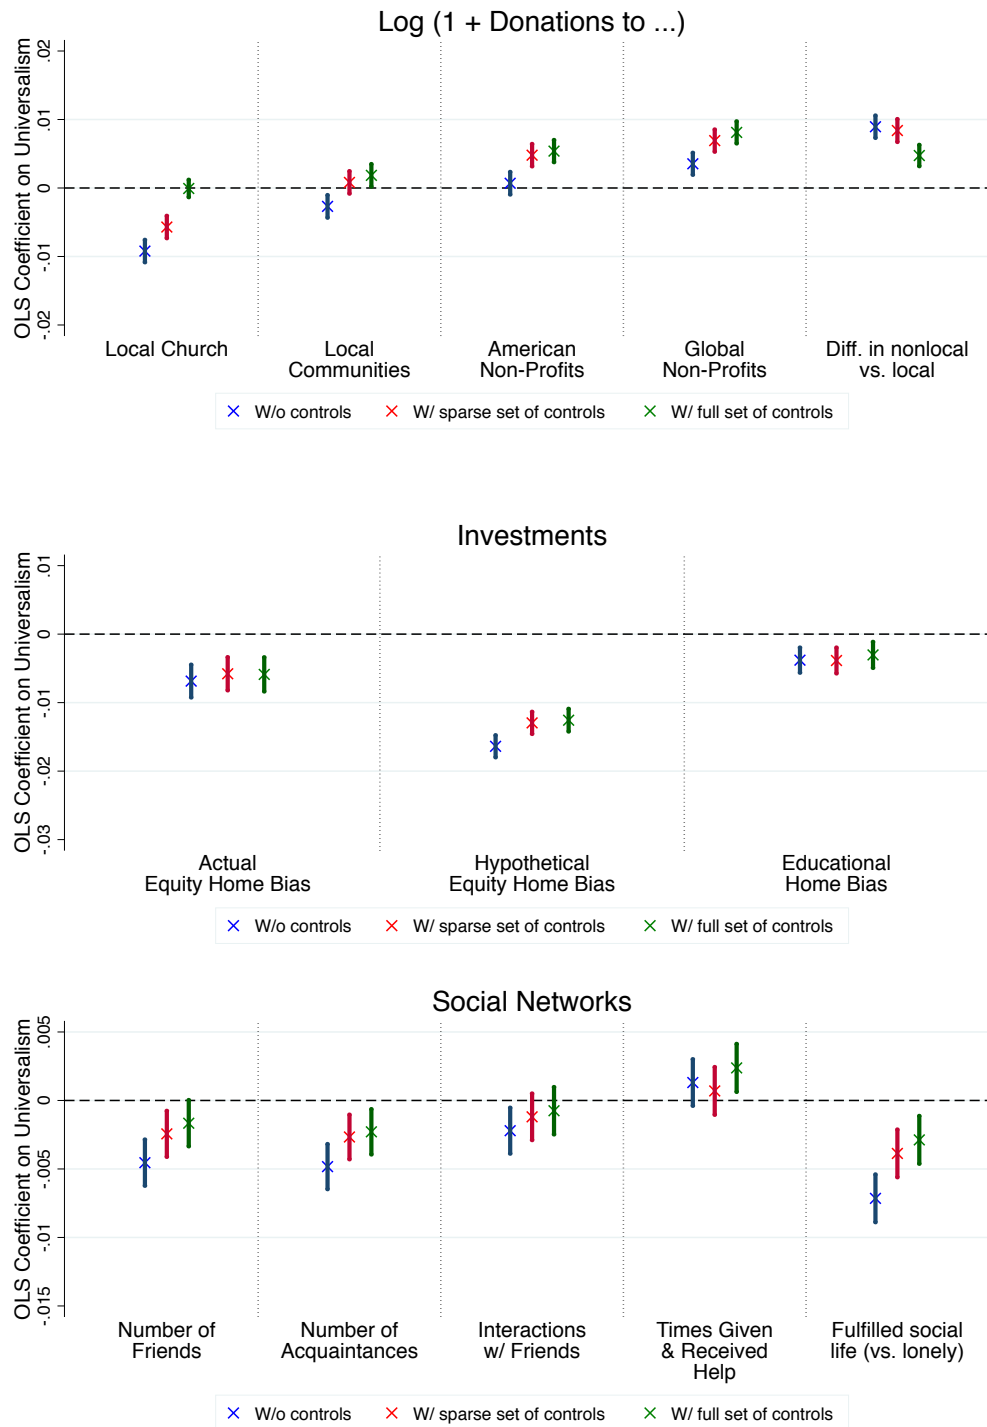 Log (1 + Donations to ...)
OLS Coefficient on Universalism
.02
.01
0
-.01
-.02
Local Church
Local
Communities
American
Non-Profits
Global
Non-Profits
Diff. in nonlocal
vs. local
W/o controls
W/ sparse set of controls
W/ full set of controls
Investments
OLS Coefficient on Universalism
.01
0
-.01
-.02
-.03
Actual
Equity Home Bias
Hypothetical
Equity Home Bias
Educational
Home Bias
W/o controls
W/ sparse set of controls
W/ full set of controls
Social Networks
OLS Coefficient on Universalism
.005
0
-.005
-.01
-.015
Number of
Friends
Number of
Acquaintances
Interactions
w/ Friends
Times Given
& Received
Help
Fulfilled social
life (vs. lonely)
W/o controls
W/ sparse set of controls
W/ full set of controls